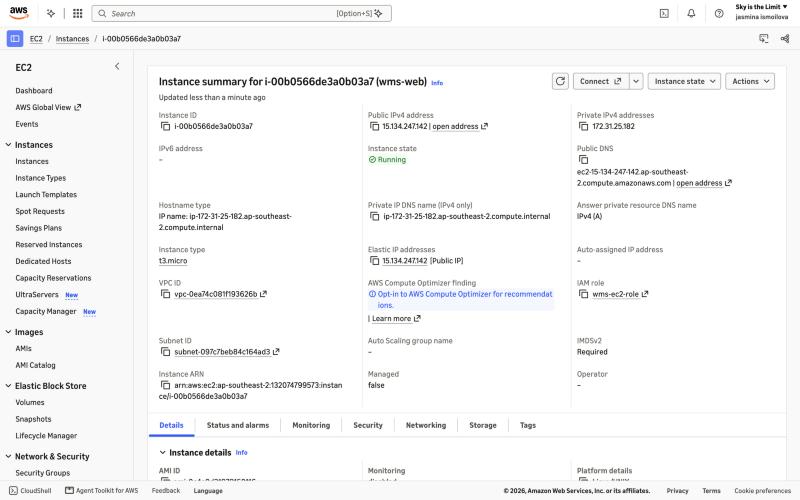 aws
Search
[Option+S]
Sky is the Limit
jasmina ismoilova
EC2 / Instances / i-00b0566de3a0b03a7
EC2
Dashboard
AWS Global View
Events
Instances
Instances
Instance Types
Launch Templates
Spot Requests
Savings Plans
Reserved Instances
Dedicated Hosts
Capacity Reservations
UltraServers New
Capacity Manager New
Images
AMIs
AMI Catalog
Elastic Block Store
Volumes
Snapshots
Lifecycle Manager
Network & Security
Security Groups
Instance summary for i-00b0566de3a0b03a7 (wms-web) Info
Connect
Instance state
Actions
Updated less than a minute ago
Instance ID
i-00b0566de3a0b03a7
Public IPv4 address
15.134.247.142 | open address
Private IPv4 addresses
172.31.25.182
IPv6 address
–
Instance state
Running
Public DNS
ec2-15-134-247-142.ap-southeast-
2.compute.amazonaws.com | open address
Hostname type
IP name: ip-172-31-25-182.ap-southeast-
2.compute.internal
Private IP DNS name (IPv4 only)
ip-172-31-25-182.ap-southeast-2.compute.internal
Answer private resource DNS name
IPv4 (A)
Instance type
t3.micro
Elastic IP addresses
15.134.247.142 [Public IP]
Auto-assigned IP address
–
VPC ID
vpc-0ea74c081f193626b
AWS Compute Optimizer finding
Opt-in to AWS Compute Optimizer for recommendat
ions.
| Learn more
IAM role
wms-ec2-role
Subnet ID
subnet-097c7beb84c164ad3
Auto Scaling group name
–
IMDSv2
Required
Instance ARN
arn:aws:ec2:ap-southeast-2:132074799573:instan
ce/i-00b0566de3a0b03a7
Managed
false
Operator
–
Details
Status and alarms
Monitoring
Security
Networking
Storage
Tags
Instance details Info
AMI ID
Monitoring
Platform details
CloudShell
Agent Toolkit for AWS
Feedback
Language
© 2026, Amazon Web Services, Inc. or its affiliates.
Privacy
Terms
Cookie preferences